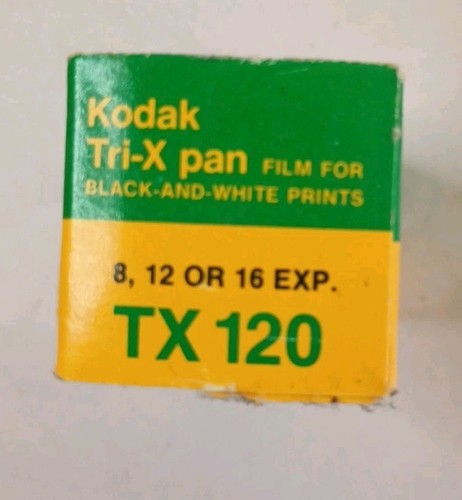 Kodak
Tri-X pan FILM FOR
BLACK-AND-WHITE PRINTS
8, 12 OR 16 EXP.
TX 120